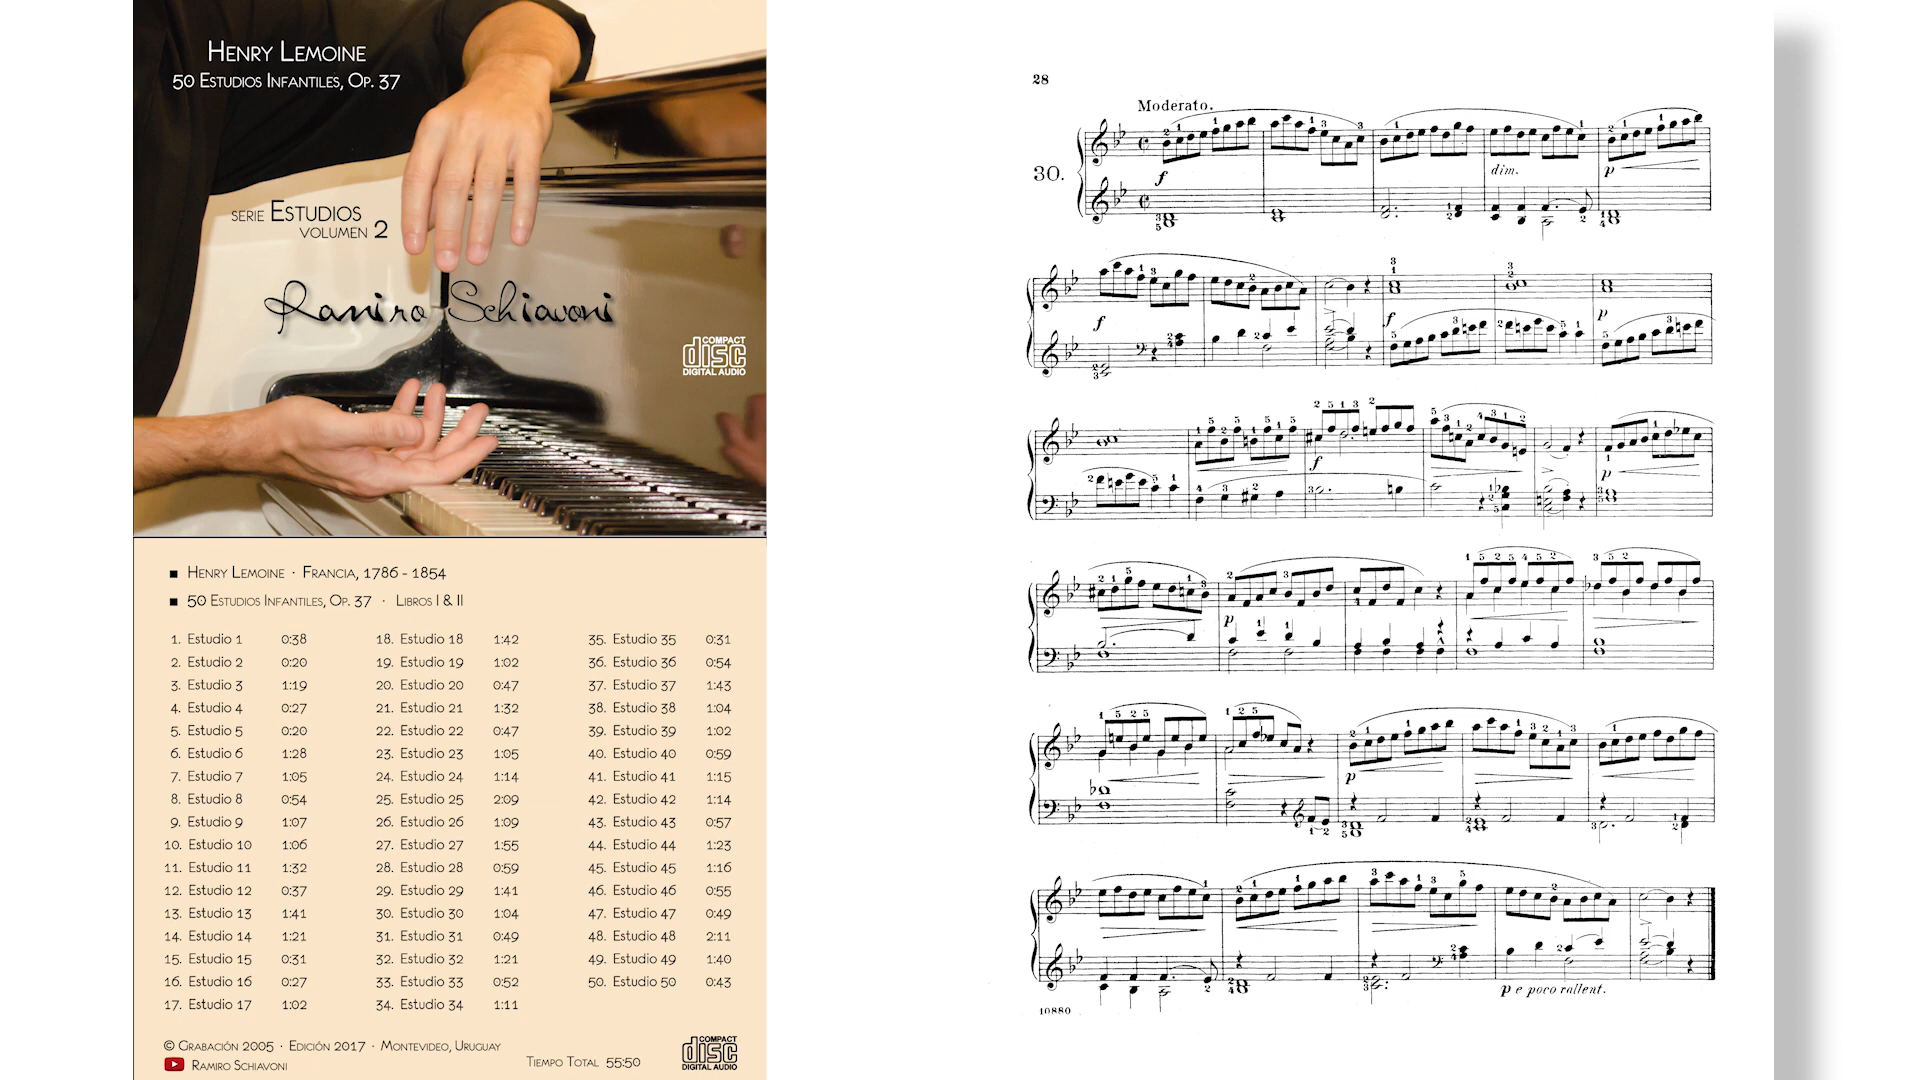 HENRY LEMOINE
50 ESTUDIOS INFANTILES, OP. 37
SERIE ESTUDIOS
VOLUMEN 2
Ramiro Schiavoni
COMPACT
disc
DIGITAL AUDIO
■ HENRY LEMOINE · FRANCIA, 1786 - 1854
■ 50 ESTUDIOS INFANTILES, OP. 37 · LIBROS I & II
1. Estudio 1 0:38
2. Estudio 2 0:20
3. Estudio 3 1:19
4. Estudio 4 0:27
5. Estudio 5 0:20
6. Estudio 6 1:28
7. Estudio 7 1:05
8. Estudio 8 0:54
9. Estudio 9 1:07
10. Estudio 10 1:06
11. Estudio 11 1:32
12. Estudio 12 0:37
13. Estudio 13 1:41
14. Estudio 14 1:21
15. Estudio 15 0:31
16. Estudio 16 0:27
17. Estudio 17 1:02
18. Estudio 18 1:42
19. Estudio 19 1:02
20. Estudio 20 0:47
21. Estudio 21 1:32
22. Estudio 22 0:47
23. Estudio 23 1:05
24. Estudio 24 1:14
25. Estudio 25 2:09
26. Estudio 26 1:09
27. Estudio 27 1:55
28. Estudio 28 0:59
29. Estudio 29 1:41
30. Estudio 30 1:04
31. Estudio 31 0:49
32. Estudio 32 1:21
33. Estudio 33 0:52
34. Estudio 34 1:11
35. Estudio 35 0:31
36. Estudio 36 0:54
37. Estudio 37 1:43
38. Estudio 38 1:04
39. Estudio 39 1:02
40. Estudio 40 0:59
41. Estudio 41 1:15
42. Estudio 42 1:14
43. Estudio 43 0:57
44. Estudio 44 1:23
45. Estudio 45 1:16
46. Estudio 46 0:55
47. Estudio 47 0:49
48. Estudio 48 2:11
49. Estudio 49 1:40
50. Estudio 50 0:43
© GRABACIÓN 2005 · EDICIÓN 2017 · MONTEVIDEO, URUGUAY
RAMIRO SCHIAVONI
TIEMPO TOTAL 55:50
COMPACT
disc
DIGITAL AUDIO
28
Moderato.
30.
f
dim.
p
f
f
p
f
p
p
p
p e poco rallent.
10880